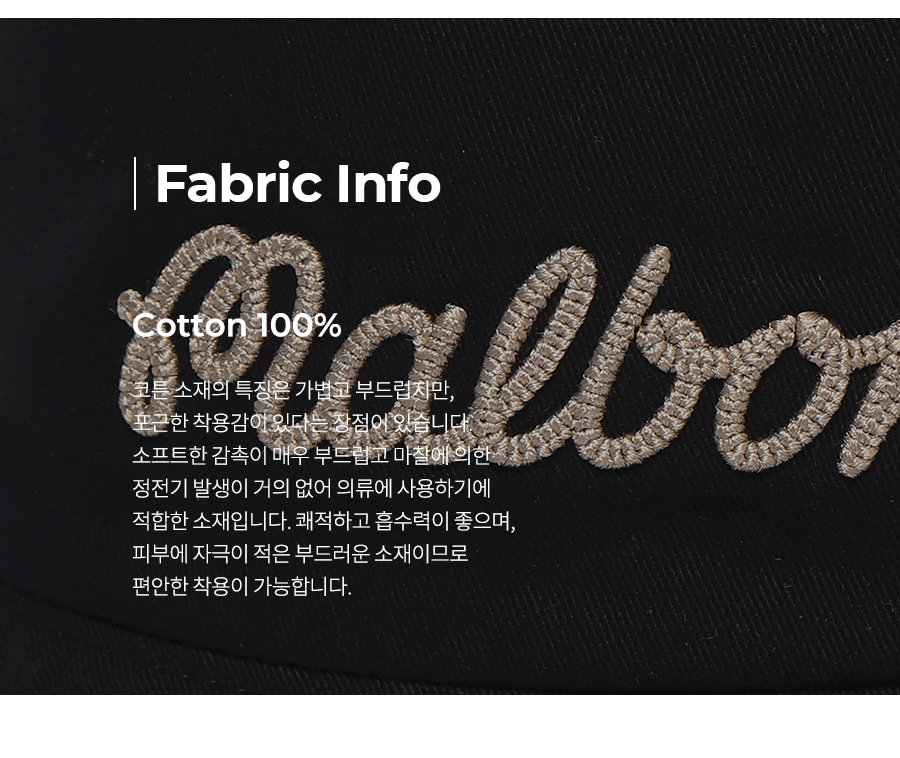 Fabric Info
Malbon
Cotton 100%
코튼 소재의 특징은 가볍고 부드럽지만,
포근한 착용감이 있다는 장점이 있습니다.
소프트한 감촉이 매우 부드럽고 마찰에 의한
정전기 발생이 거의 없어 의류에 사용하기에
적합한 소재입니다. 쾌적하고 흡수력이 좋으며,
피부에 자극이 적은 부드러운 소재이므로
편안한 착용이 가능합니다.